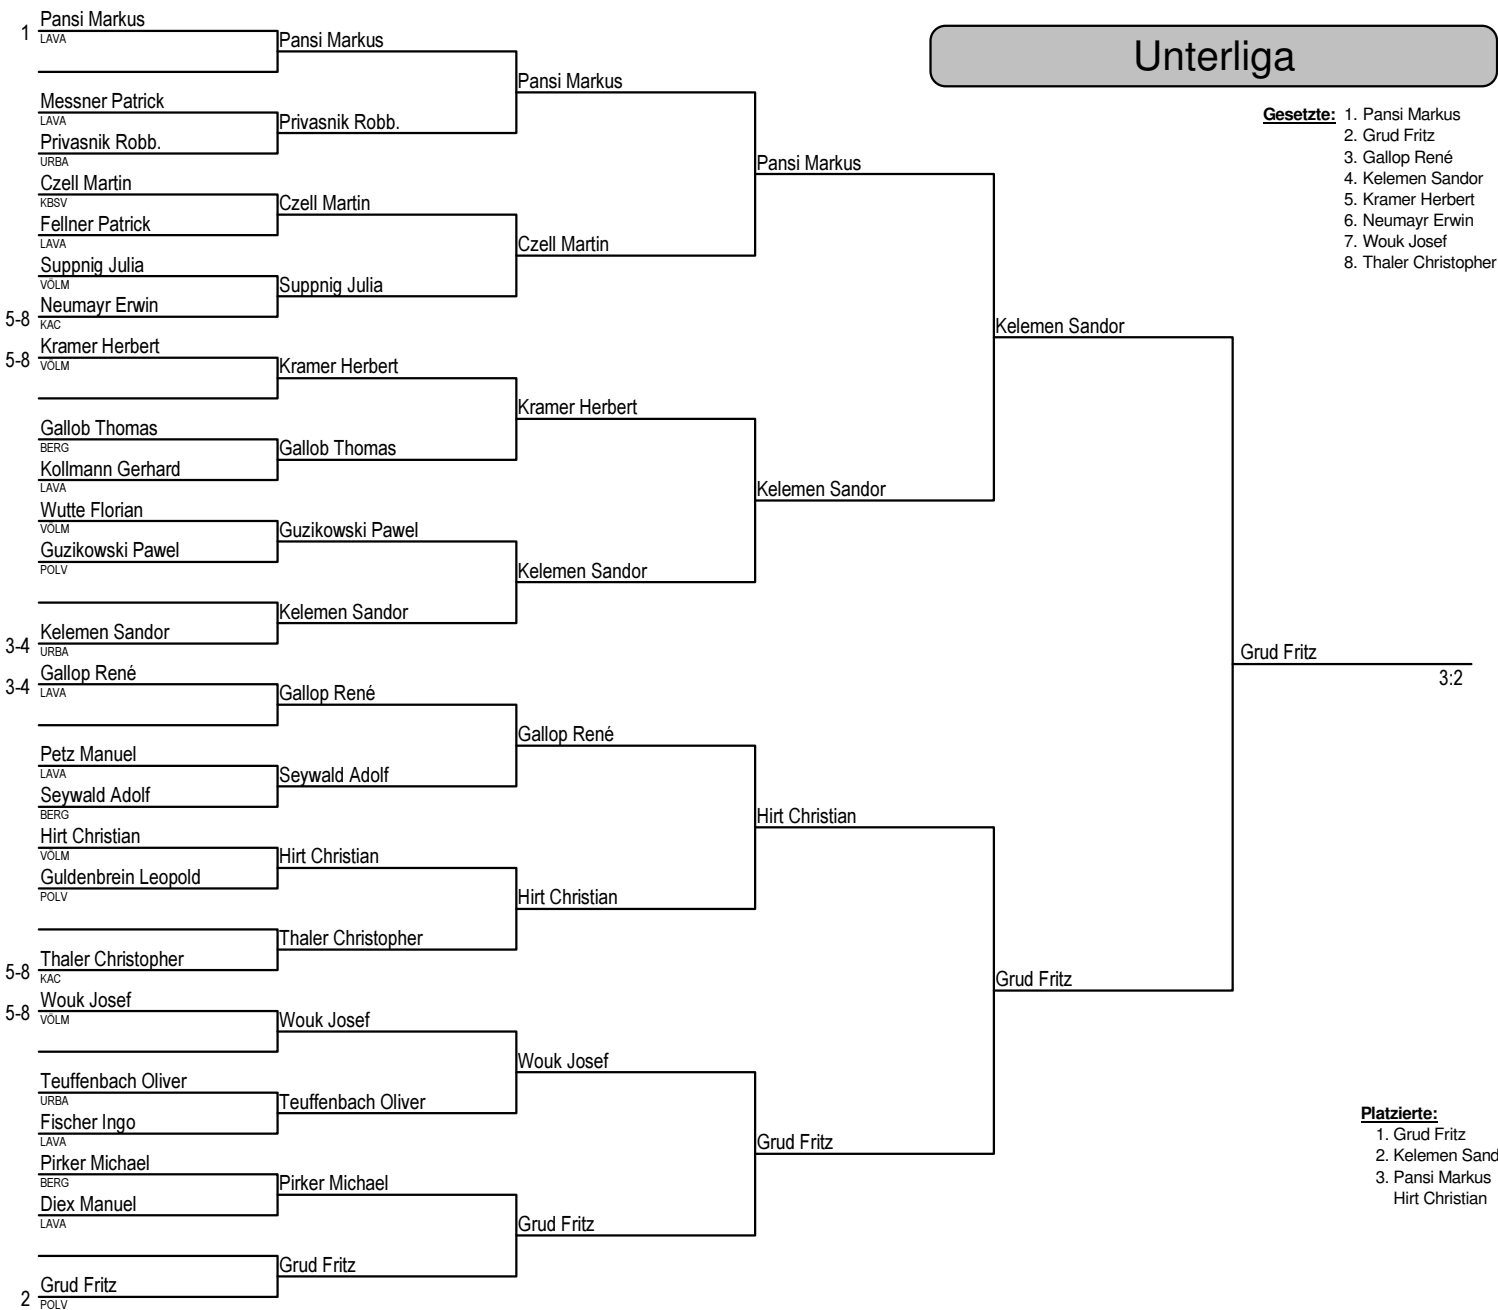 Unterliga
Gesetzte: 1. Pansi Markus
2. Grud Fritz
3. Gallop René
4. Kelemen Sandor
5. Kramer Herbert
6. Neumayr Erwin
7. Wouk Josef
8. Thaler Christopher
1 Pansi Markus
LAVA
Messner Patrick
LAVA
Privasnik Robb.
URBA
Czell Martin
KBSV
Fellner Patrick
LAVA
Suppnig Julia
VÖLM
5-8 Neumayr Erwin
KAC
5-8 Kramer Herbert
VÖLM
Gallob Thomas
BERG
Kollmann Gerhard
LAVA
Wutte Florian
VÖLM
Guzikowski Pawel
POLV
3-4 Kelemen Sandor
URBA
3-4 Gallop René
LAVA
Petz Manuel
LAVA
Seywald Adolf
BERG
Hirt Christian
VÖLM
Guldenbrein Leopold
POLV
5-8 Thaler Christopher
KAC
5-8 Wouk Josef
VÖLM
Teuffenbach Oliver
URBA
Fischer Ingo
LAVA
Pirker Michael
BERG
Diex Manuel
LAVA
2 Grud Fritz
POLV
Pansi Markus
Privasnik Robb.
Czell Martin
Suppnig Julia
Kramer Herbert
Gallob Thomas
Guzikowski Pawel
Kelemen Sandor
Gallop René
Seywald Adolf
Hirt Christian
Thaler Christopher
Wouk Josef
Teuffenbach Oliver
Pirker Michael
Grud Fritz
Pansi Markus
Czell Martin
Kramer Herbert
Kelemen Sandor
Gallop René
Hirt Christian
Wouk Josef
Grud Fritz
Pansi Markus
Kelemen Sandor
Hirt Christian
Grud Fritz
Kelemen Sandor
Grud Fritz
Grud Fritz
3:2
Platzierte:
1. Grud Fritz
2. Kelemen Sand
3. Pansi Markus
Hirt Christian